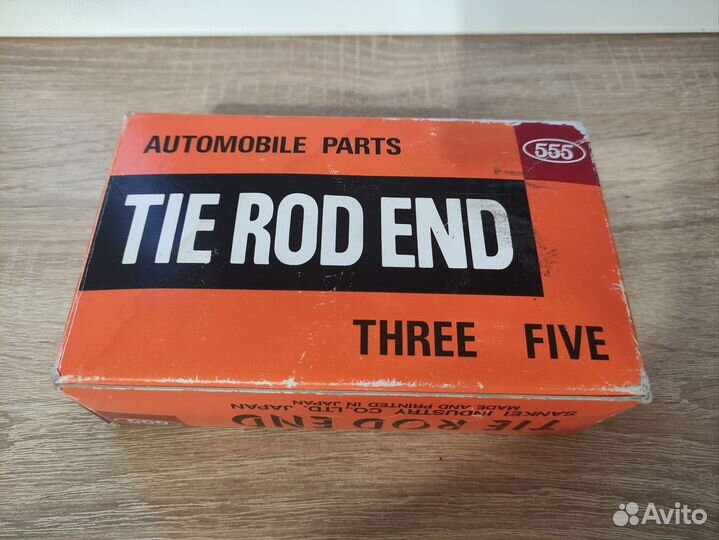 AUTOMOBILE PARTS
555
TIE ROD END
THREE FIVE
SANKEI INDUSTRY CO., LTD. JAPAN
MADE AND PRINTED IN JAPAN
TIE ROD END
555
Avito